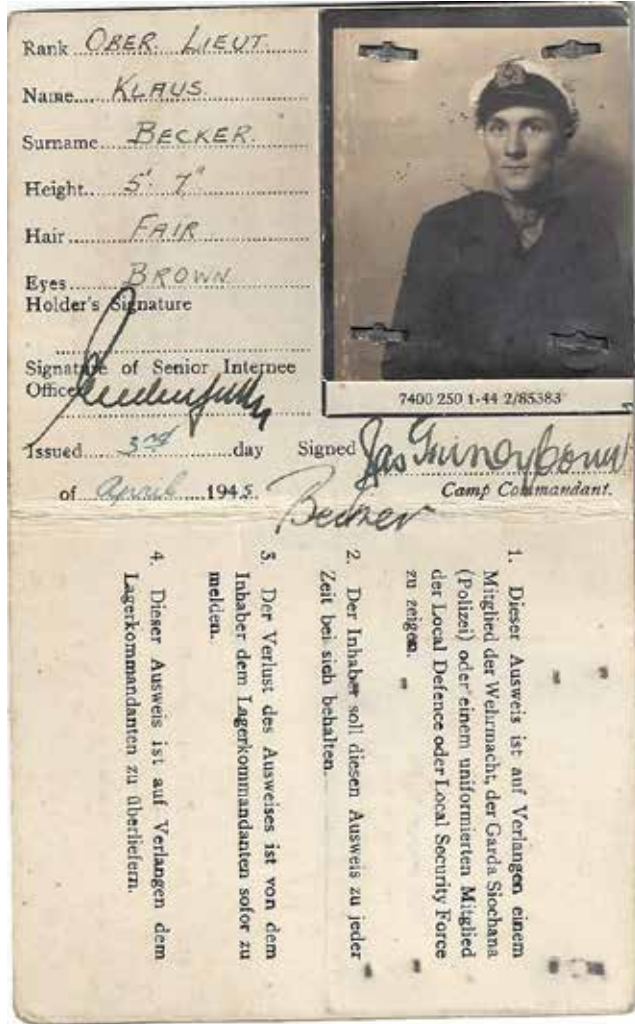 Rank OBER. LIEUT.
Name KLAUS.
Surname BECKER.
Height 5' 7"
Hair FAIR
Eyes BROWN
Holder's Signature
Signature of Senior Internee
Officer
Issued 3rd day
of April 1945.
7400 250 1-44 2/85383
Signed Jas
Camp Commandant.
Becker
1. Dieser Ausweis ist auf Verlangen einem
Mitglied der Wehrmacht, der Garda Siochana
(Polizei) oder einem uniformierten Mitglied
der Local Defence oder Local Security Force
zu zeigen.
2. Der Inhaber soll diesen Ausweis zu jeder
Zeit bei sich behalten.
3. Der Verlust des Ausweises ist von dem
Inhaber dem Lagerkommandanten sofor zu
melden.
4. Dieser Ausweis ist auf Verlangen dem
Lagerkommandanten zu überliefern.